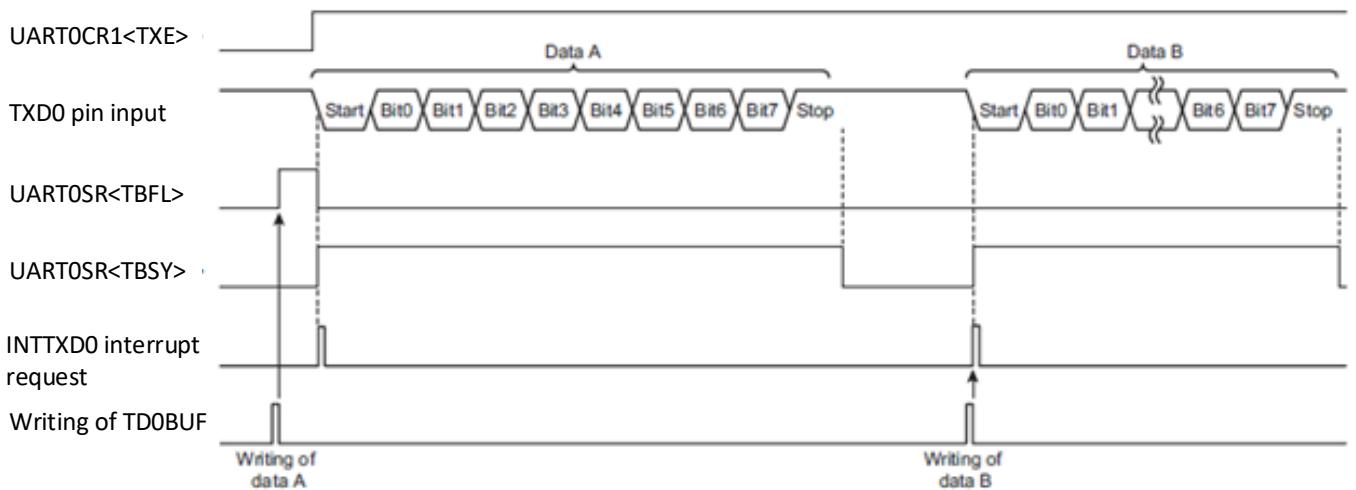 UART0CR1<TXE>
Data A
Data B
TXD0 pin input
Start Bit0 Bit1 Bit2 Bit3 Bit4 Bit5 Bit6 Bit7 Stop
Start Bit0 Bit1 Bit6 Bit7 Stop
UART0SR<TBFL>
UART0SR<TBSY>
INTTXD0 interrupt
request
Writing of TD0BUF
Writing of
data A
Writing of
data B